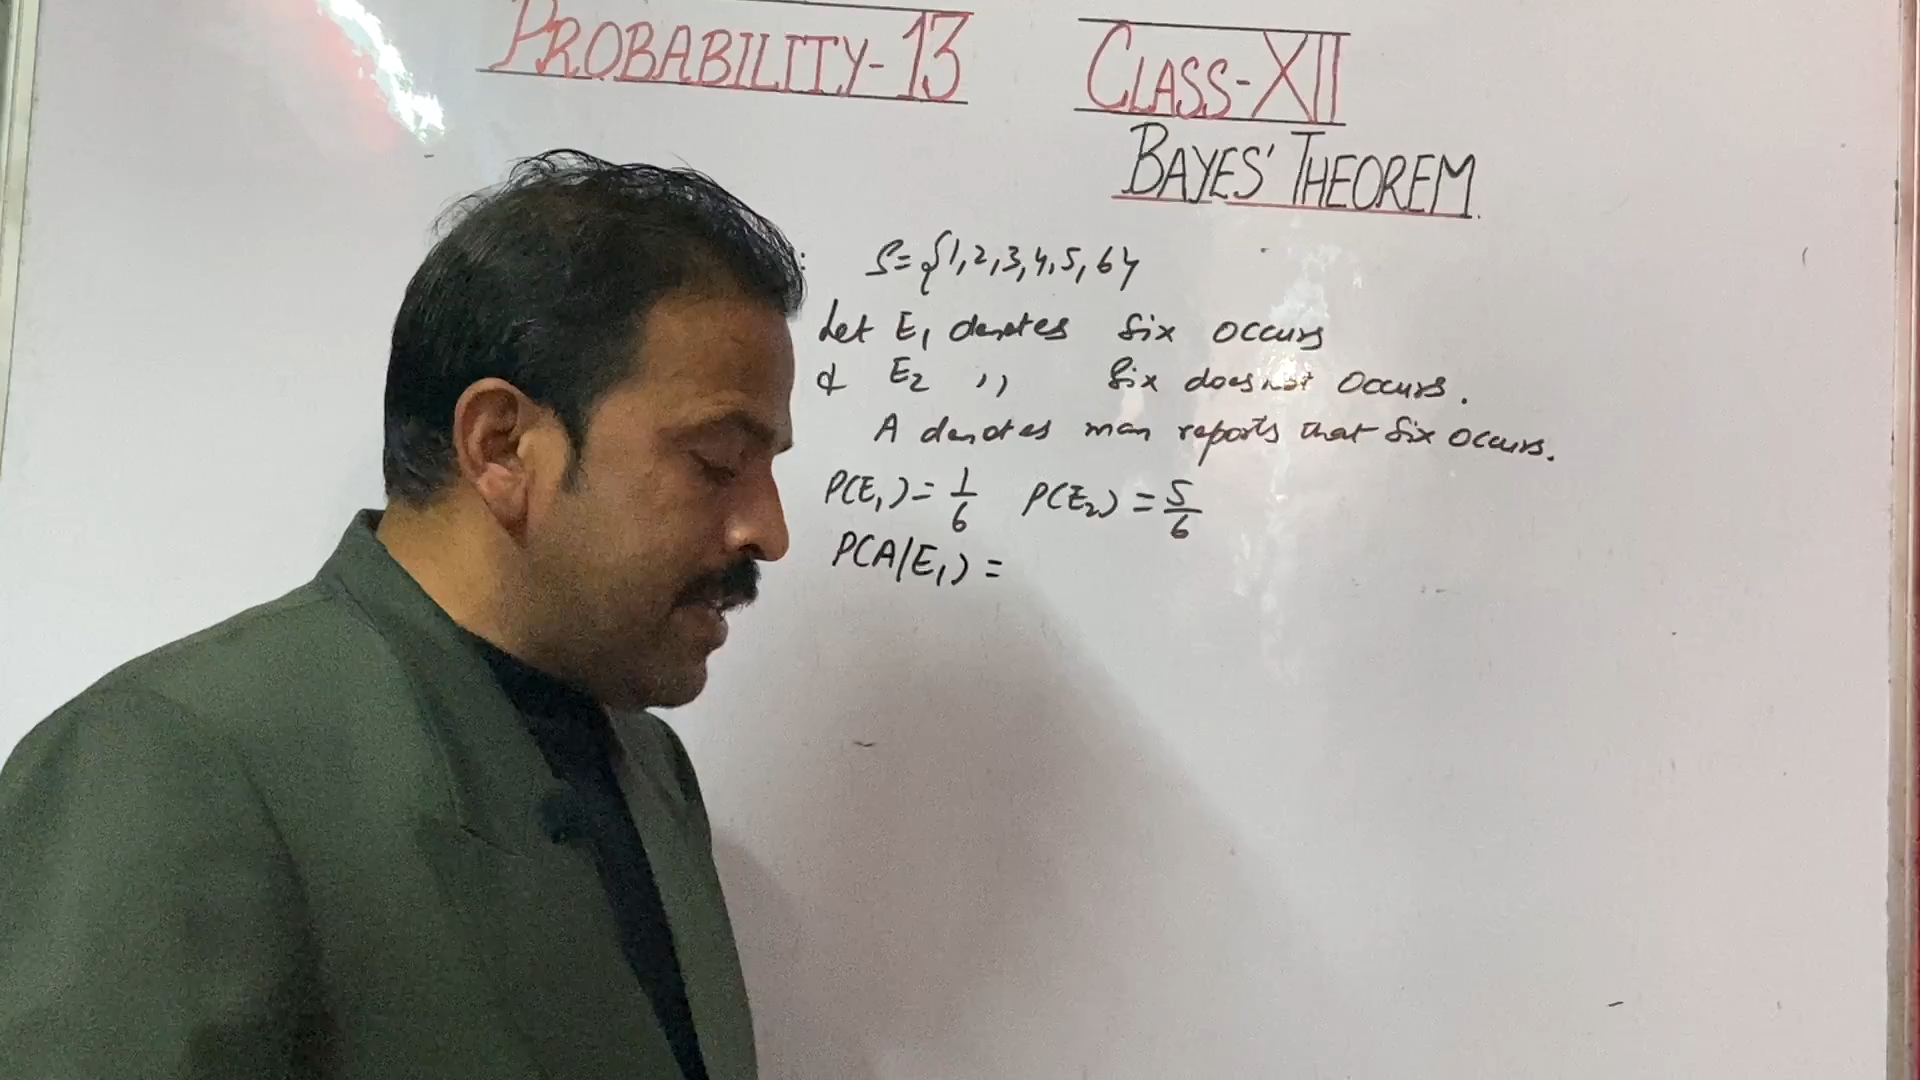 PROBABILITY-13 CLASS-XII
BAYES' THEOREM.
: S={1,2,3,4,5,6}
Let E₁ denotes Six occurs
& E₂ ,, Six does not occurs.
A denotes man reports that Six occurs.
P(E₁)=1/6 P(E₂)=5/6
P(A/E₁)=